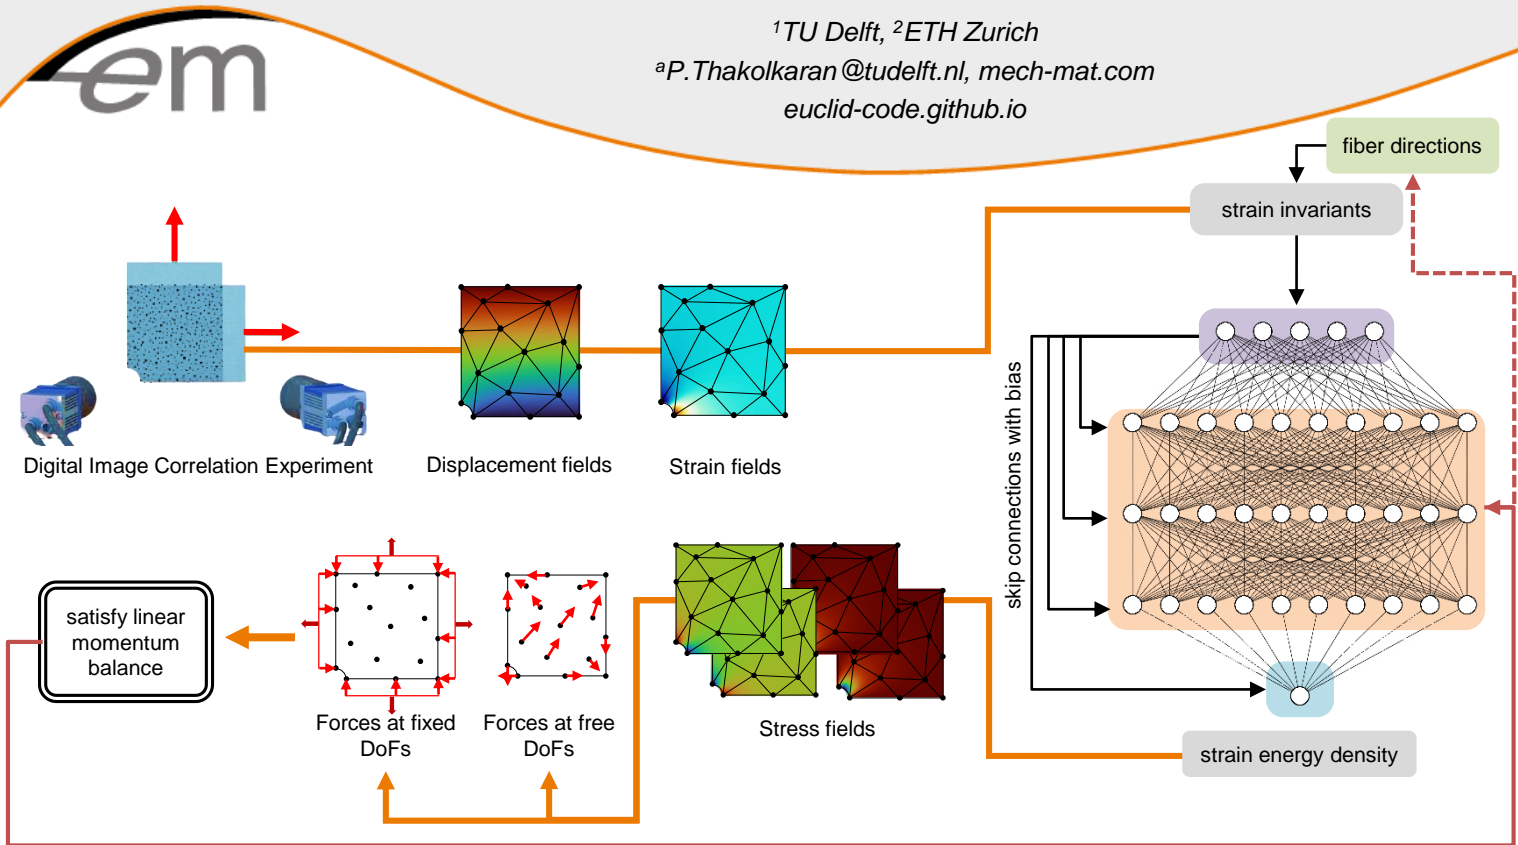 em
¹TU Delft, ²ETH Zurich
ᵃP.Thakolkaran@tudelft.nl, mech-mat.com
euclid-code.github.io
fiber directions
strain invariants
skip connections with bias
Digital Image Correlation Experiment
Displacement fields
Strain fields
satisfy linear
momentum
balance
Forces at fixed
DoFs
Forces at free
DoFs
Stress fields
strain energy density